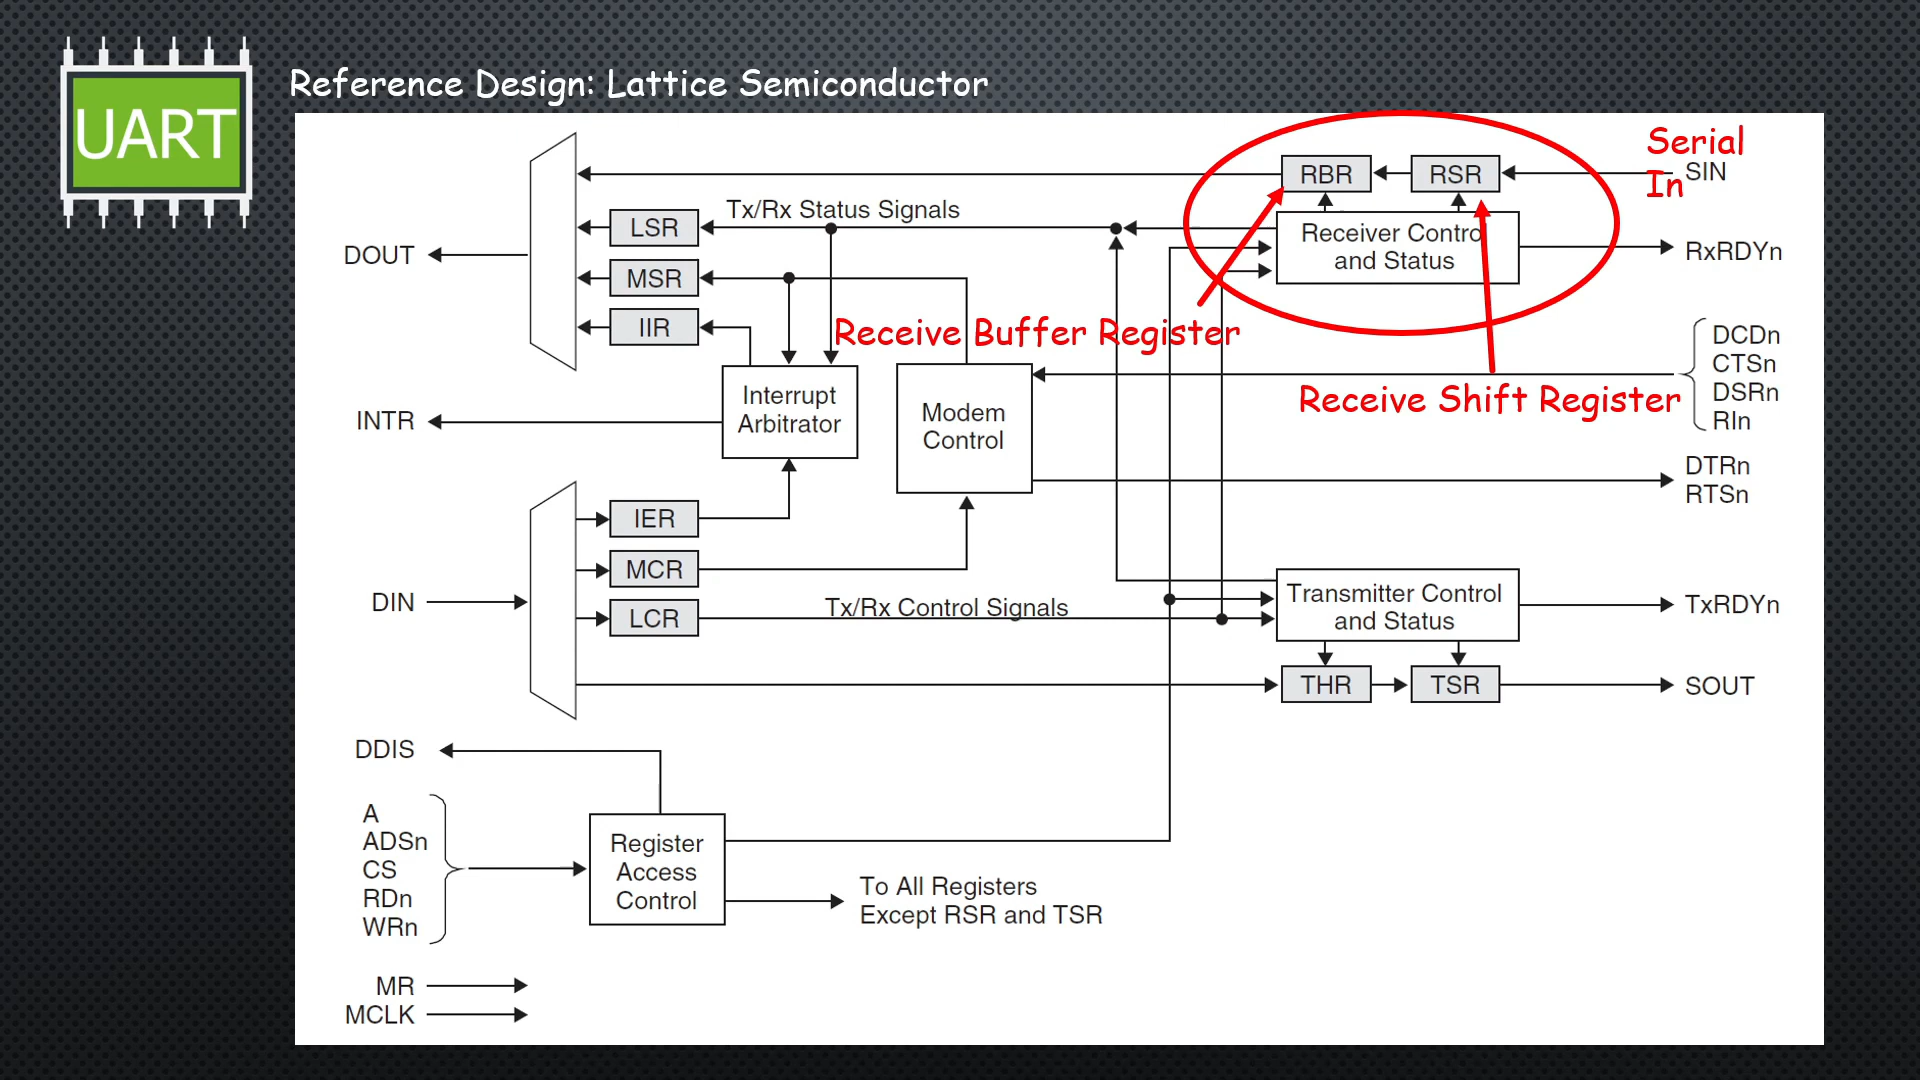 UART
Reference Design: Lattice Semiconductor
Serial
In
SIN
RBR
RSR
Tx/Rx Status Signals
LSR
Receiver Contro
and Status
RxRDYn
DOUT
MSR
IIR
Receive Buffer Register
DCDn
CTSn
DSRn
RIn
Receive Shift Register
Interrupt
Arbitrator
Modem
Control
INTR
DTRn
RTSn
IER
MCR
DIN
LCR
Tx/Rx Control Signals
Transmitter Control
and Status
TxRDYn
THR
TSR
SOUT
DDIS
A
ADSn
CS
RDn
WRn
Register
Access
Control
To All Registers
Except RSR and TSR
MR
MCLK